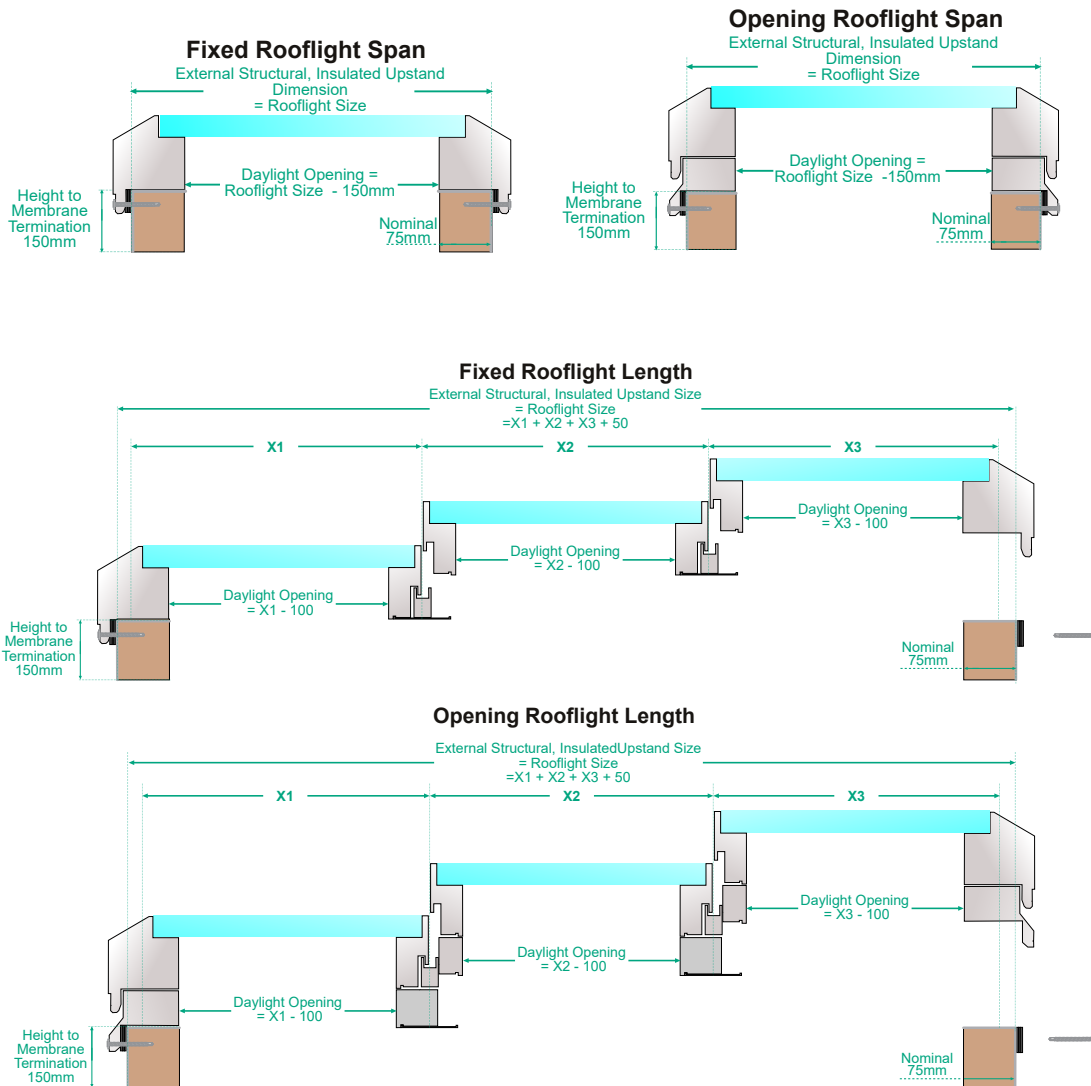 Fixed Rooflight Span
External Structural, Insulated Upstand
Dimension
= Rooflight Size
Daylight Opening =
Rooflight Size - 150mm
Height to
Membrane
Termination
150mm
Nominal
75mm
Opening Rooflight Span
External Structural, Insulated Upstand
Dimension
= Rooflight Size
Daylight Opening =
Rooflight Size -150mm
Height to
Membrane
Termination
150mm
Nominal
75mm
Fixed Rooflight Length
External Structural, Insulated Upstand Size
= Rooflight Size
=X1 + X2 + X3 + 50
X1
X2
X3
Daylight Opening
= X3 - 100
Daylight Opening
= X2 - 100
Daylight Opening
= X1 - 100
Height to
Membrane
Termination
150mm
Nominal
75mm
Opening Rooflight Length
External Structural, InsulatedUpstand Size
= Rooflight Size
=X1 + X2 + X3 + 50
X1
X2
X3
Daylight Opening
= X3 - 100
Daylight Opening
= X2 - 100
Daylight Opening
= X1 - 100
Height to
Membrane
Termination
150mm
Nominal
75mm